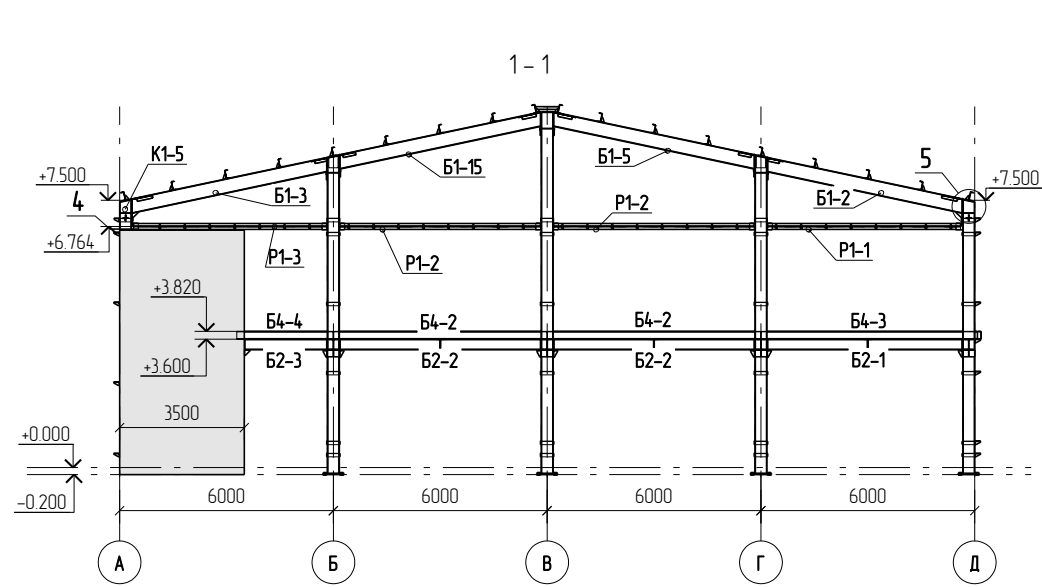 1-1
К1-5
Б1-15
Б1-5
5
+7.500
4
Б1-3
Р1-2
Б1-2
+7.500
+6.764
Р1-3
Р1-2
Р1-1
+3.820
Б4-4
Б4-2
Б4-2
Б4-3
+3.600
Б2-3
Б2-2
Б2-2
Б2-1
3500
+0.000
-0.200
6000
6000
6000
6000
А
Б
В
Г
Д